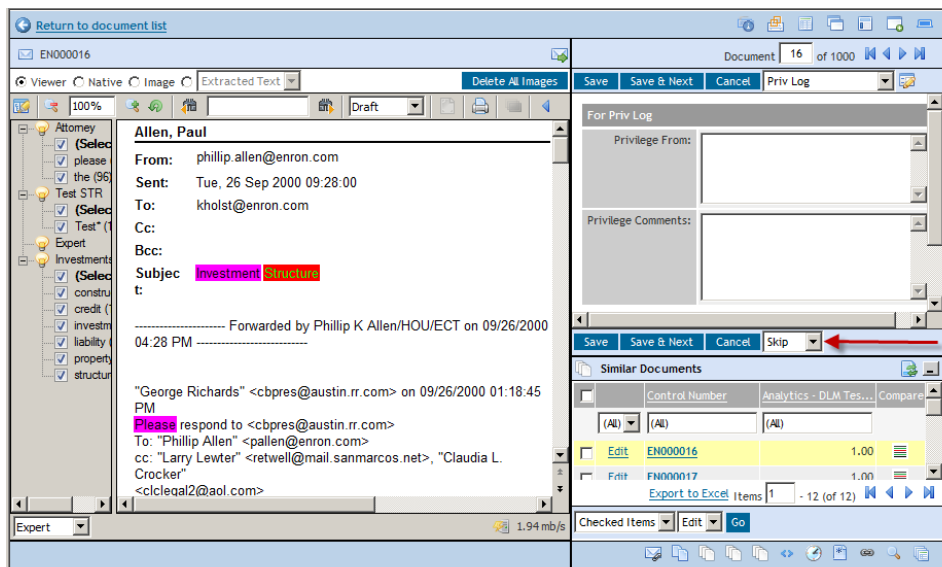 Return to document list
EN000016
Document 16 of 1000
Viewer Native Image Extracted Text
Delete All Images
Save Save & Next Cancel Priv Log
100%
Draft
Attorney
(Selec
please (
the (96)
Test STR
(Selec
Test* (1
Expert
Investments
(Selec
constru
credit (
investm
liability (
property
structur
Allen, Paul
From: phillip.allen@enron.com
Sent: Tue, 26 Sep 2000 09:28:00
To: kholst@enron.com
Cc:
Bcc:
Subjec Investment Structure
t:
---------------------- Forwarded by Phillip K Allen/HOU/ECT on 09/26/2000
04:28 PM ---------------------------
"George Richards" <cbpres@austin.rr.com> on 09/26/2000 01:18:45
PM
Please respond to <cbpres@austin.rr.com>
To: "Phillip Allen" <pallen@enron.com>
cc: "Larry Lewter" <retwell@mail.sanmarcos.net>, "Claudia L.
Crocker"
<clclegal2@aol.com>
Expert
1.94 mb/s
For Priv Log
Privilege From:
Privilege Comments:
Save Save & Next Cancel Skip
Similar Documents
Control Number Analytics - DLM Tes... Compare
(All) (All) (All)
Edit EN000016 1.00
Edit EN000017 1.00
Export to Excel Items 1 - 12 (of 12)
Checked Items Edit Go